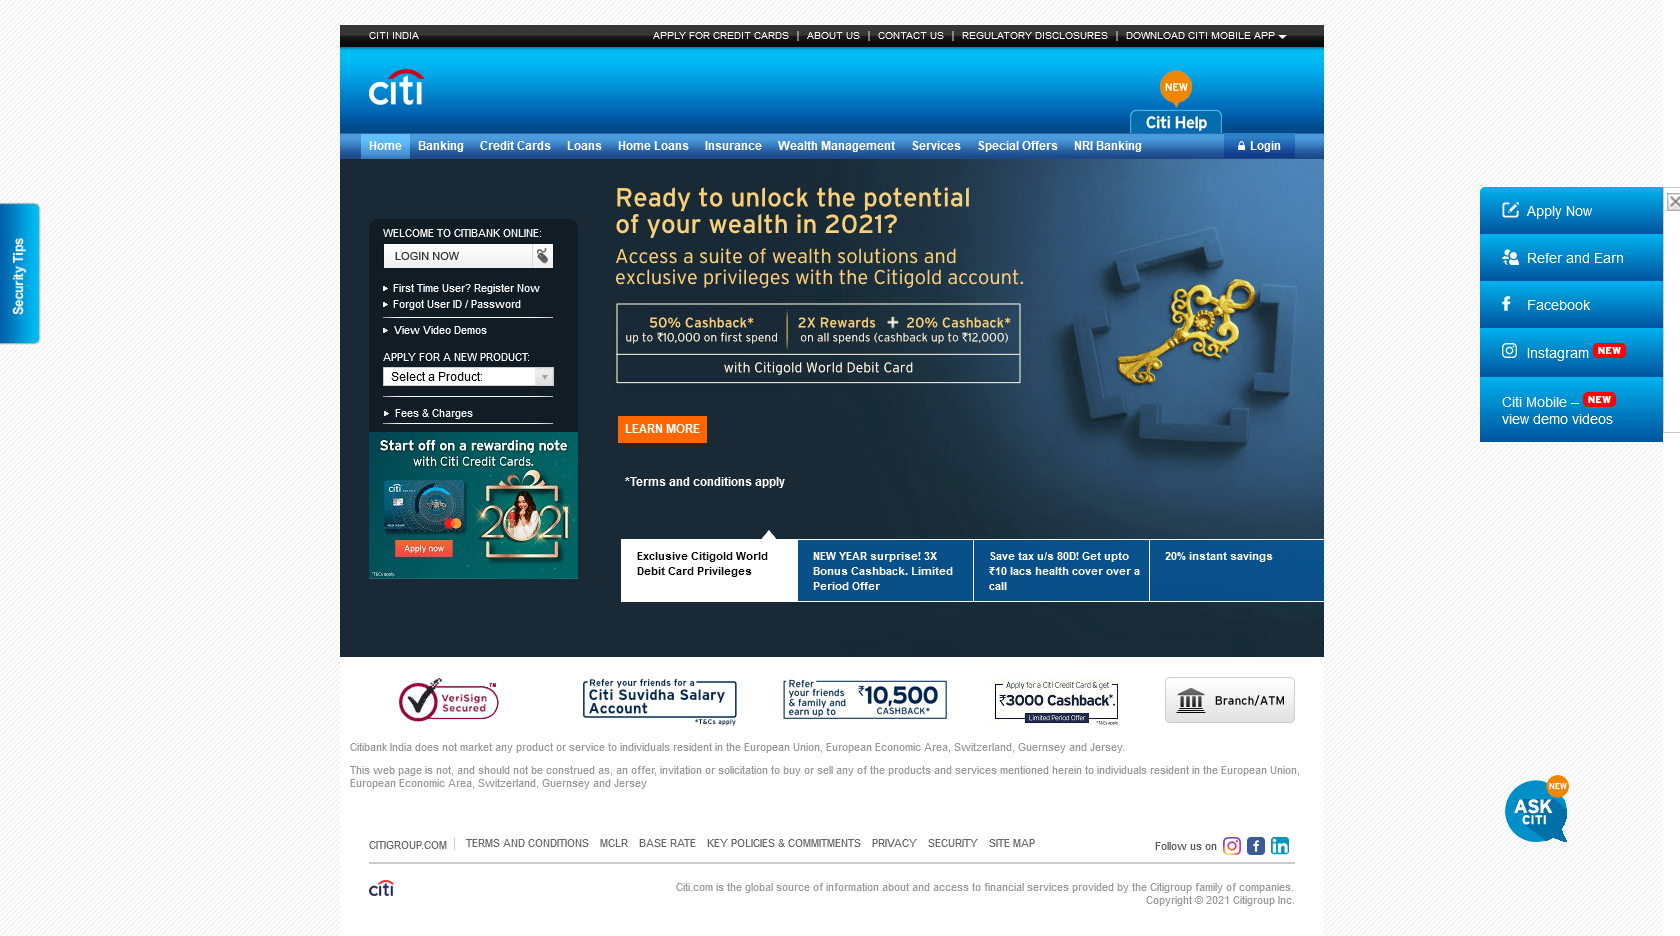 CITI INDIA
APPLY FOR CREDIT CARDS | ABOUT US | CONTACT US | REGULATORY DISCLOSURES | DOWNLOAD CITI MOBILE APP
citi
NEW
Citi Help
Home Banking Credit Cards Loans Home Loans Insurance Wealth Management Services Special Offers NRI Banking Login
Security Tips
WELCOME TO CITIBANK ONLINE:
LOGIN NOW
First Time User? Register Now
Forgot User ID / Password
View Video Demos
APPLY FOR A NEW PRODUCT:
Select a Product:
Fees & Charges
Start off on a rewarding note
with Citi Credit Cards.
citi
2021
Apply now
*T&Cs apply
Ready to unlock the potential
of your wealth in 2021?
Access a suite of wealth solutions and
exclusive privileges with the Citigold account.
50% Cashback*
up to ₹10,000 on first spend
2X Rewards + 20% Cashback*
on all spends (cashback up to ₹12,000)
with Citigold World Debit Card
LEARN MORE
*Terms and conditions apply
Exclusive Citigold World
Debit Card Privileges
NEW YEAR surprise! 3X
Bonus Cashback. Limited
Period Offer
Save tax u/s 80D! Get upto
₹10 lacs health cover over a
call
20% instant savings
Apply Now
Refer and Earn
Facebook
Instagram NEW
Citi Mobile – NEW
view demo videos
VeriSign™
Secured
Refer your friends for a
Citi Suvidha Salary
Account
*T&Cs apply
Refer
your friends
& family and
earn up to
₹10,500
CASHBACK*
Apply for a Citi Credit Card & get
₹3000 Cashback*.
Limited Period Offer
*T&Cs apply
Branch/ATM
Citibank India does not market any product or service to individuals resident in the European Union, European Economic Area, Switzerland, Guernsey and Jersey.
This web page is not, and should not be construed as, an offer, invitation or solicitation to buy or sell any of the products and services mentioned herein to individuals resident in the European Union,
European Economic Area, Switzerland, Guernsey and Jersey
NEW
ASK
CITI
CITIGROUP.COM TERMS AND CONDITIONS MCLR BASE RATE KEY POLICIES & COMMITMENTS PRIVACY SECURITY SITE MAP
Follow us on
citi
Citi.com is the global source of information about and access to financial services provided by the Citigroup family of companies.
Copyright © 2021 Citigroup Inc.